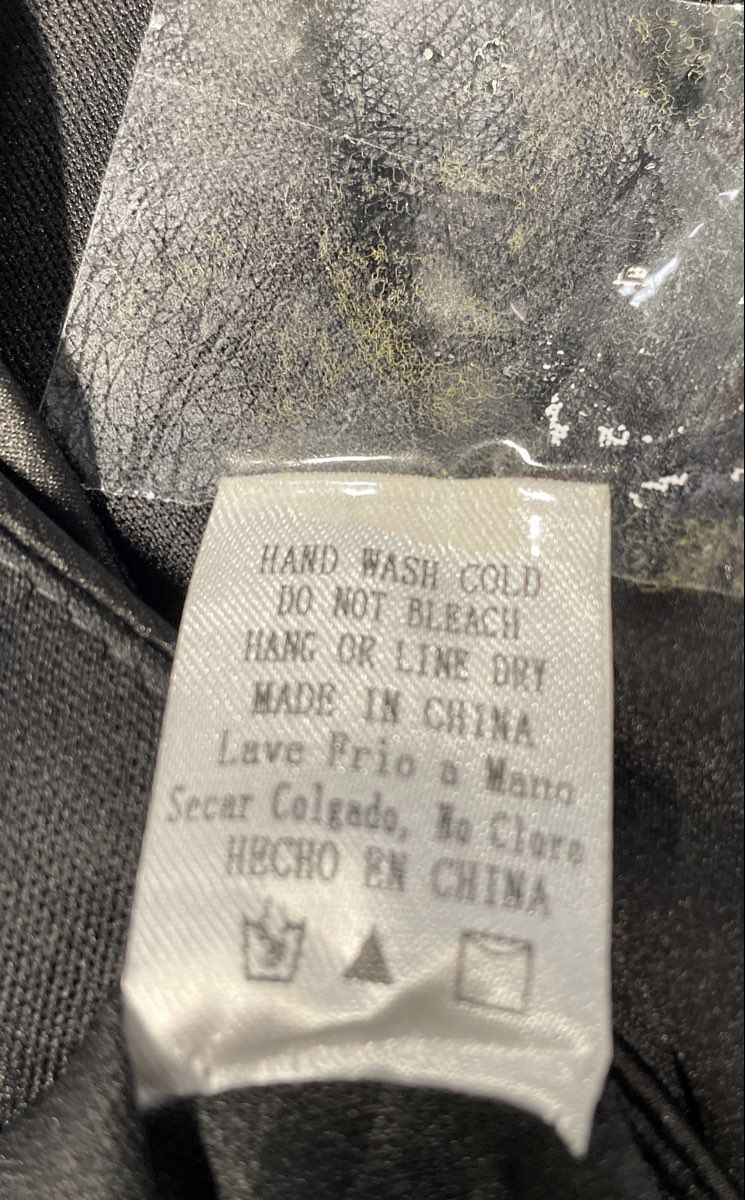 HAND WASH COLD
DO NOT BLEACH
HANG OR LINE DRY
MADE IN CHINA
Lave Frio a Mano
Secar Colgado, No Cloro
HECHO EN CHINA